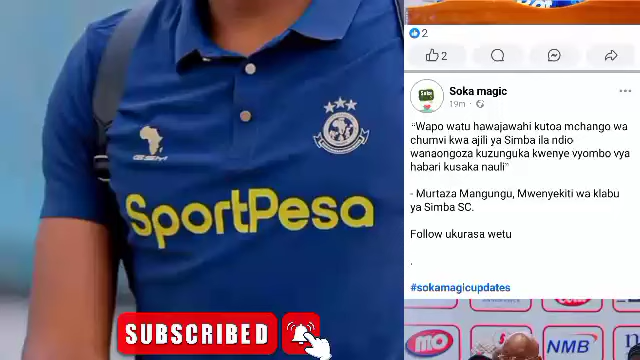 GSM
SportPesa
SUBSCRIBED
2
2
Soka magic
19m
“Wapo watu hawajawahi kutoa mchango wa
chumvi kwa ajili ya Simba ila ndio
wanaongoza kuzunguka kwenye vyombo vya
habari kusaka nauli”
- Murtaza Mangungu, Mwenyekiti wa klabu
ya Simba SC.
Follow ukurasa wetu
.
#sokamagicupdates
mo
NMB